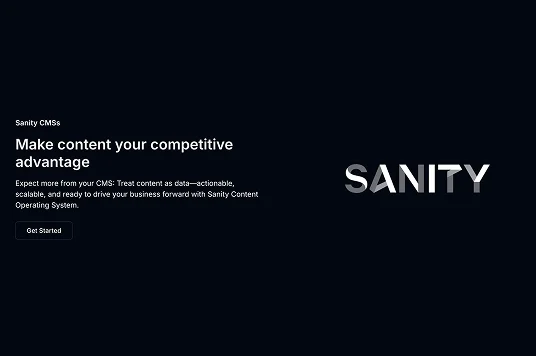 Sanity CMSs
Make content your competitive
advantage
Expect more from your CMS: Treat content as data—actionable,
scalable, and ready to drive your business forward with Sanity Content
Operating System.
Get Started
SANITY